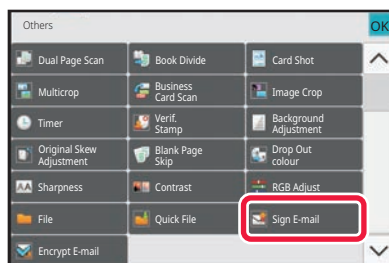 Others
OK
Dual Page Scan
Book Divide
Card Shot
Multicrop
Business
Card Scan
Image Crop
Timer
Verif.
Stamp
Background
Adjustment
Original Skew
Adjustment
Blank Page
Skip
Drop Out
colour
Sharpness
Contrast
RGB Adjust
File
Quick File
Sign E-mail
Encrypt E-mail